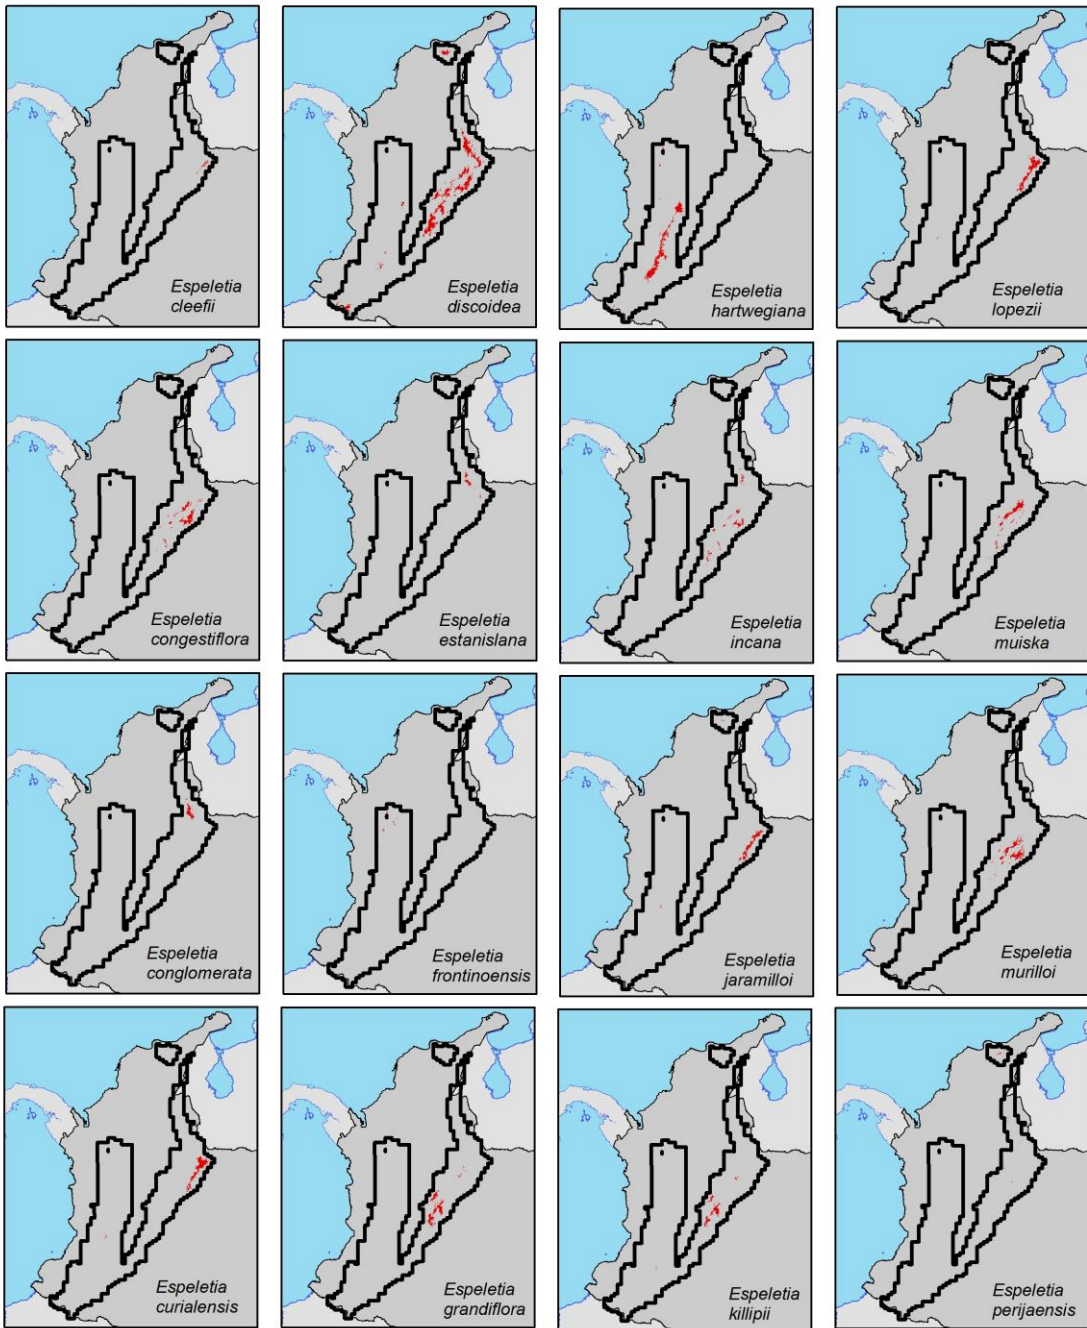 Espeletia
cleefii
Espeletia
discoidea
Espeletia
hartwegiana
Espeletia
lopezii
Espeletia
congestiflora
Espeletia
estanislana
Espeletia
incana
Espeletia
muiska
Espeletia
conglomerata
Espeletia
frontinoensis
Espeletia
jaramilloi
Espeletia
murilloi
Espeletia
curialensis
Espeletia
grandiflora
Espeletia
killipii
Espeletia
perijaensis